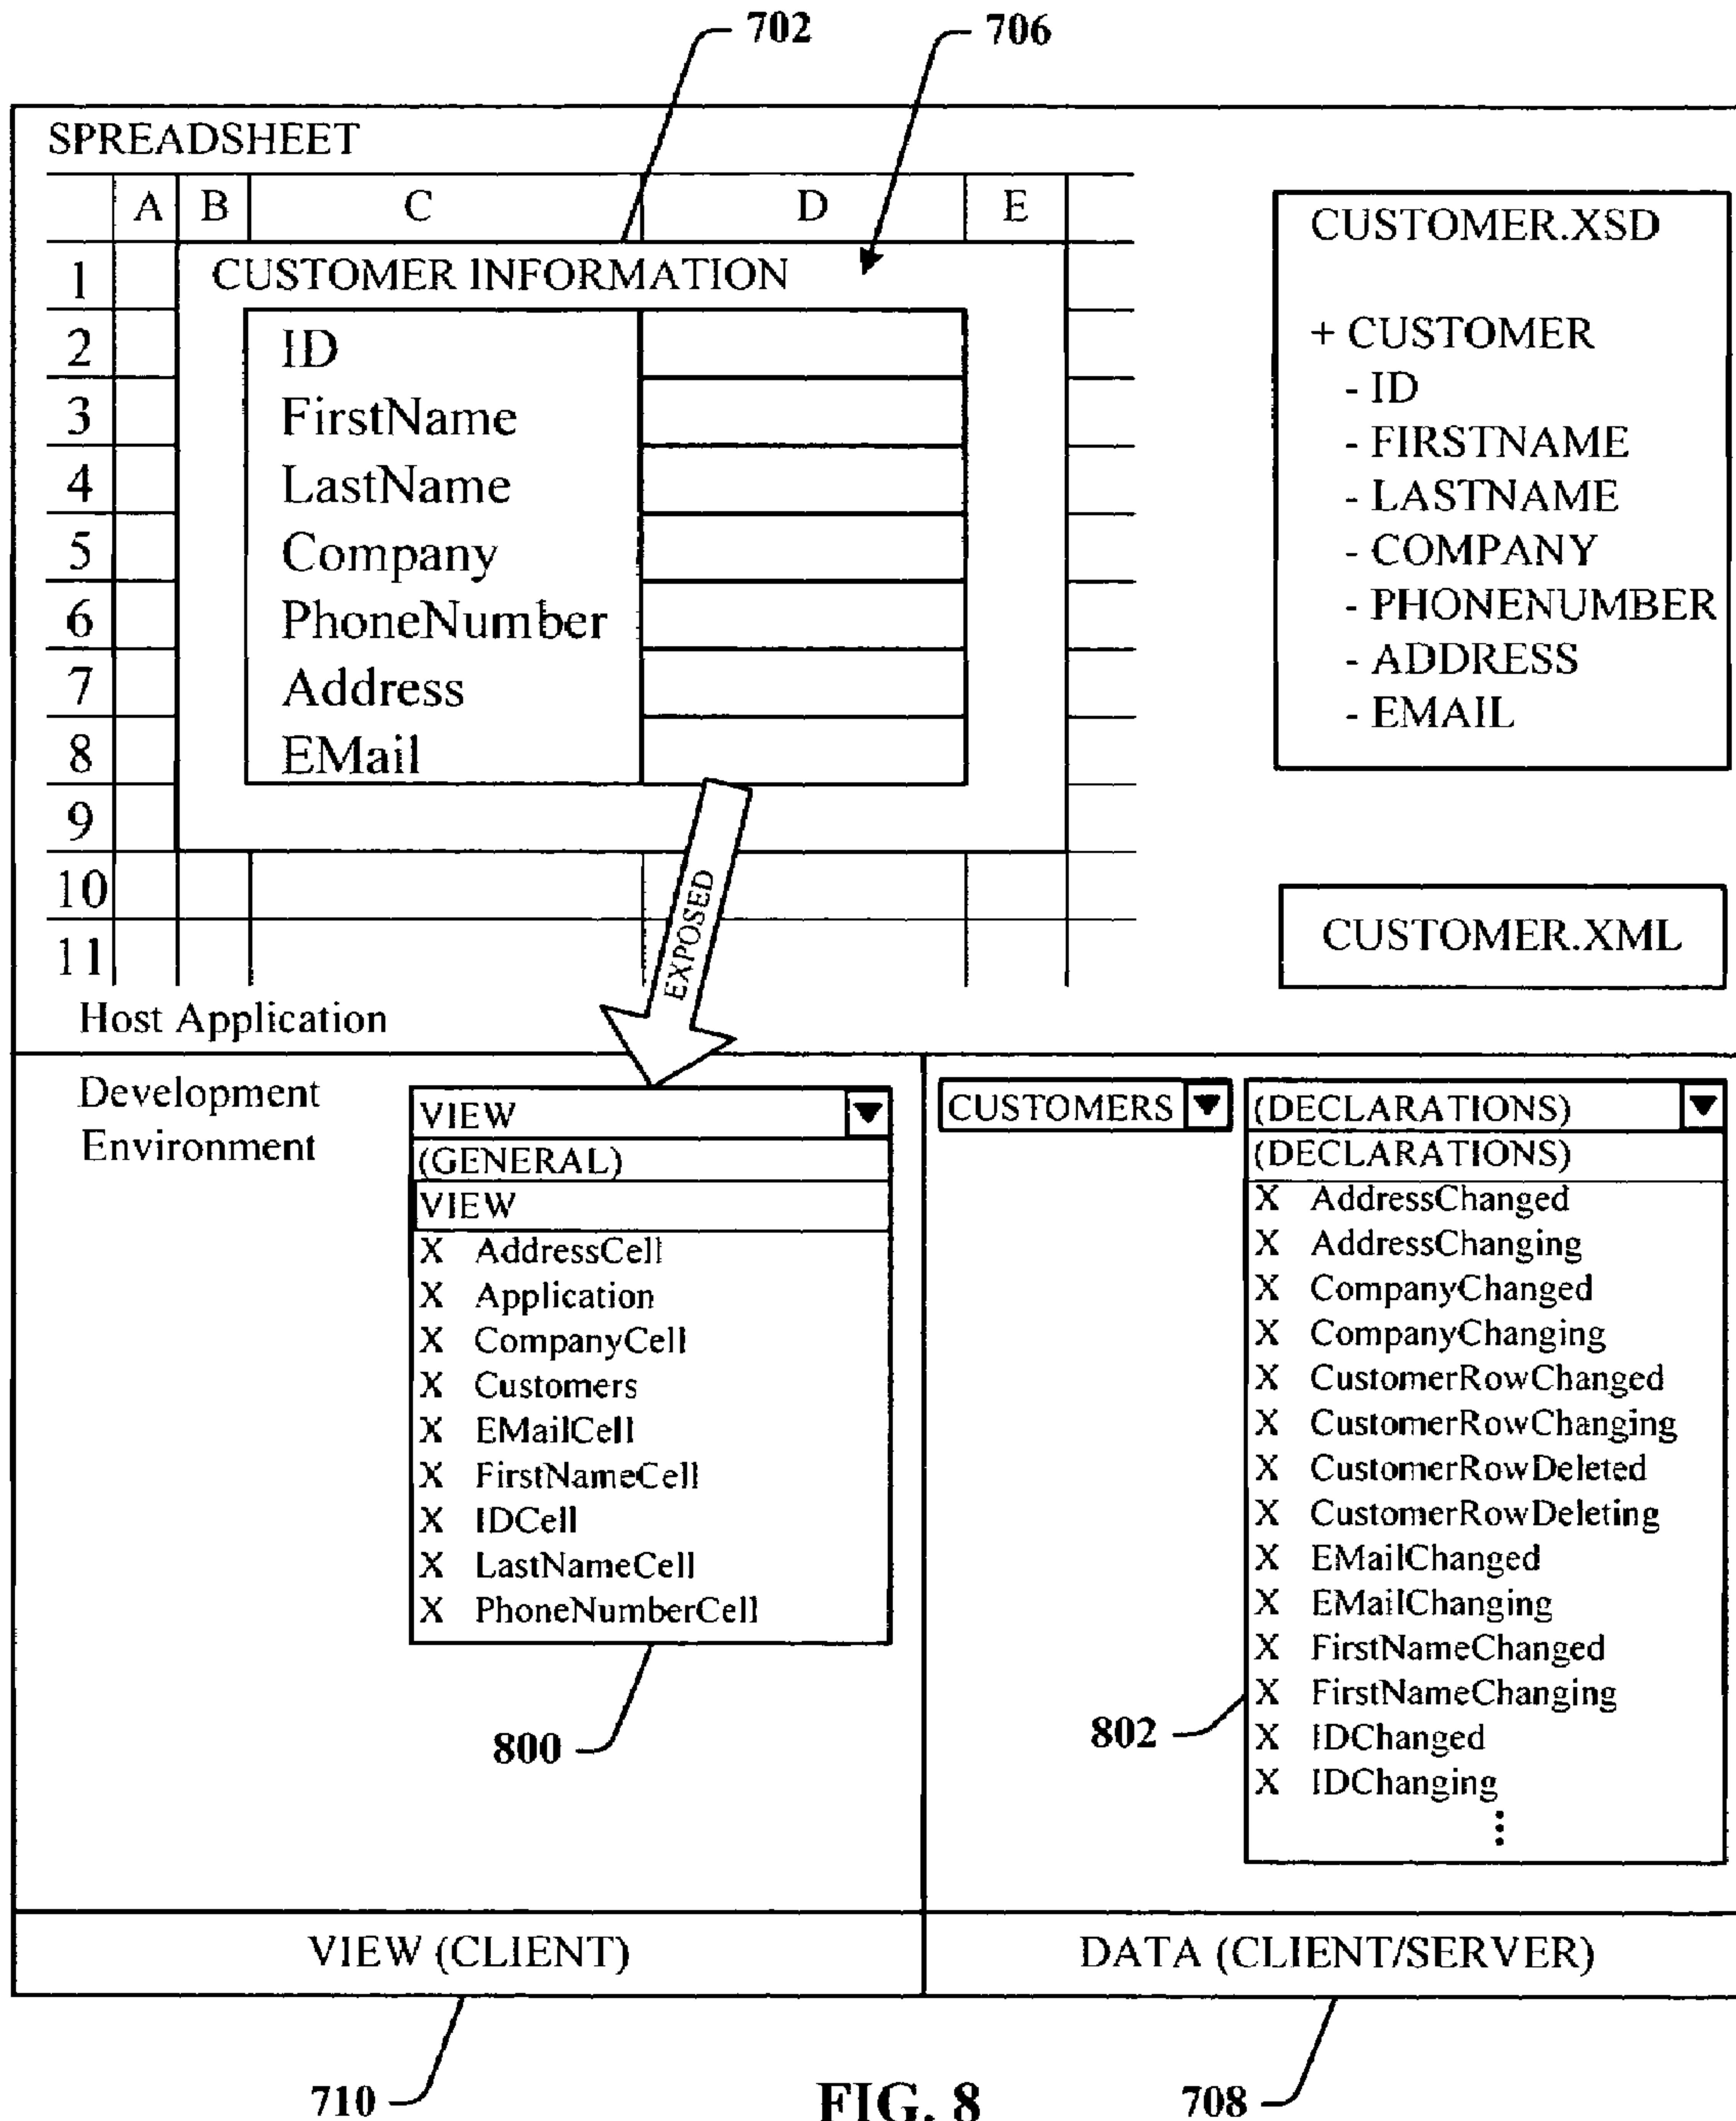 702
706
SPREADSHEET
A B C D E
1 CUSTOMER INFORMATION
2 ID
3 FirstName
4 LastName
5 Company
6 PhoneNumber
7 Address
8 EMail
9
10
11
Host Application
EXPOSED
CUSTOMER.XSD
+ CUSTOMER
- ID
- FIRSTNAME
- LASTNAME
- COMPANY
- PHONENUMBER
- ADDRESS
- EMAIL
CUSTOMER.XML
Development
Environment
VIEW
(GENERAL)
VIEW
X AddressCell
X Application
X CompanyCell
X Customers
X EMailCell
X FirstNameCell
X IDCell
X LastNameCell
X PhoneNumberCell
800
CUSTOMERS
(DECLARATIONS)
(DECLARATIONS)
X AddressChanged
X AddressChanging
X CompanyChanged
X CompanyChanging
X CustomerRowChanged
X CustomerRowChanging
X CustomerRowDeleted
X CustomerRowDeleting
X EMailChanged
X EMailChanging
X FirstNameChanged
X FirstNameChanging
X IDChanged
X IDChanging
802
VIEW (CLIENT)
DATA (CLIENT/SERVER)
710
FIG. 8
708